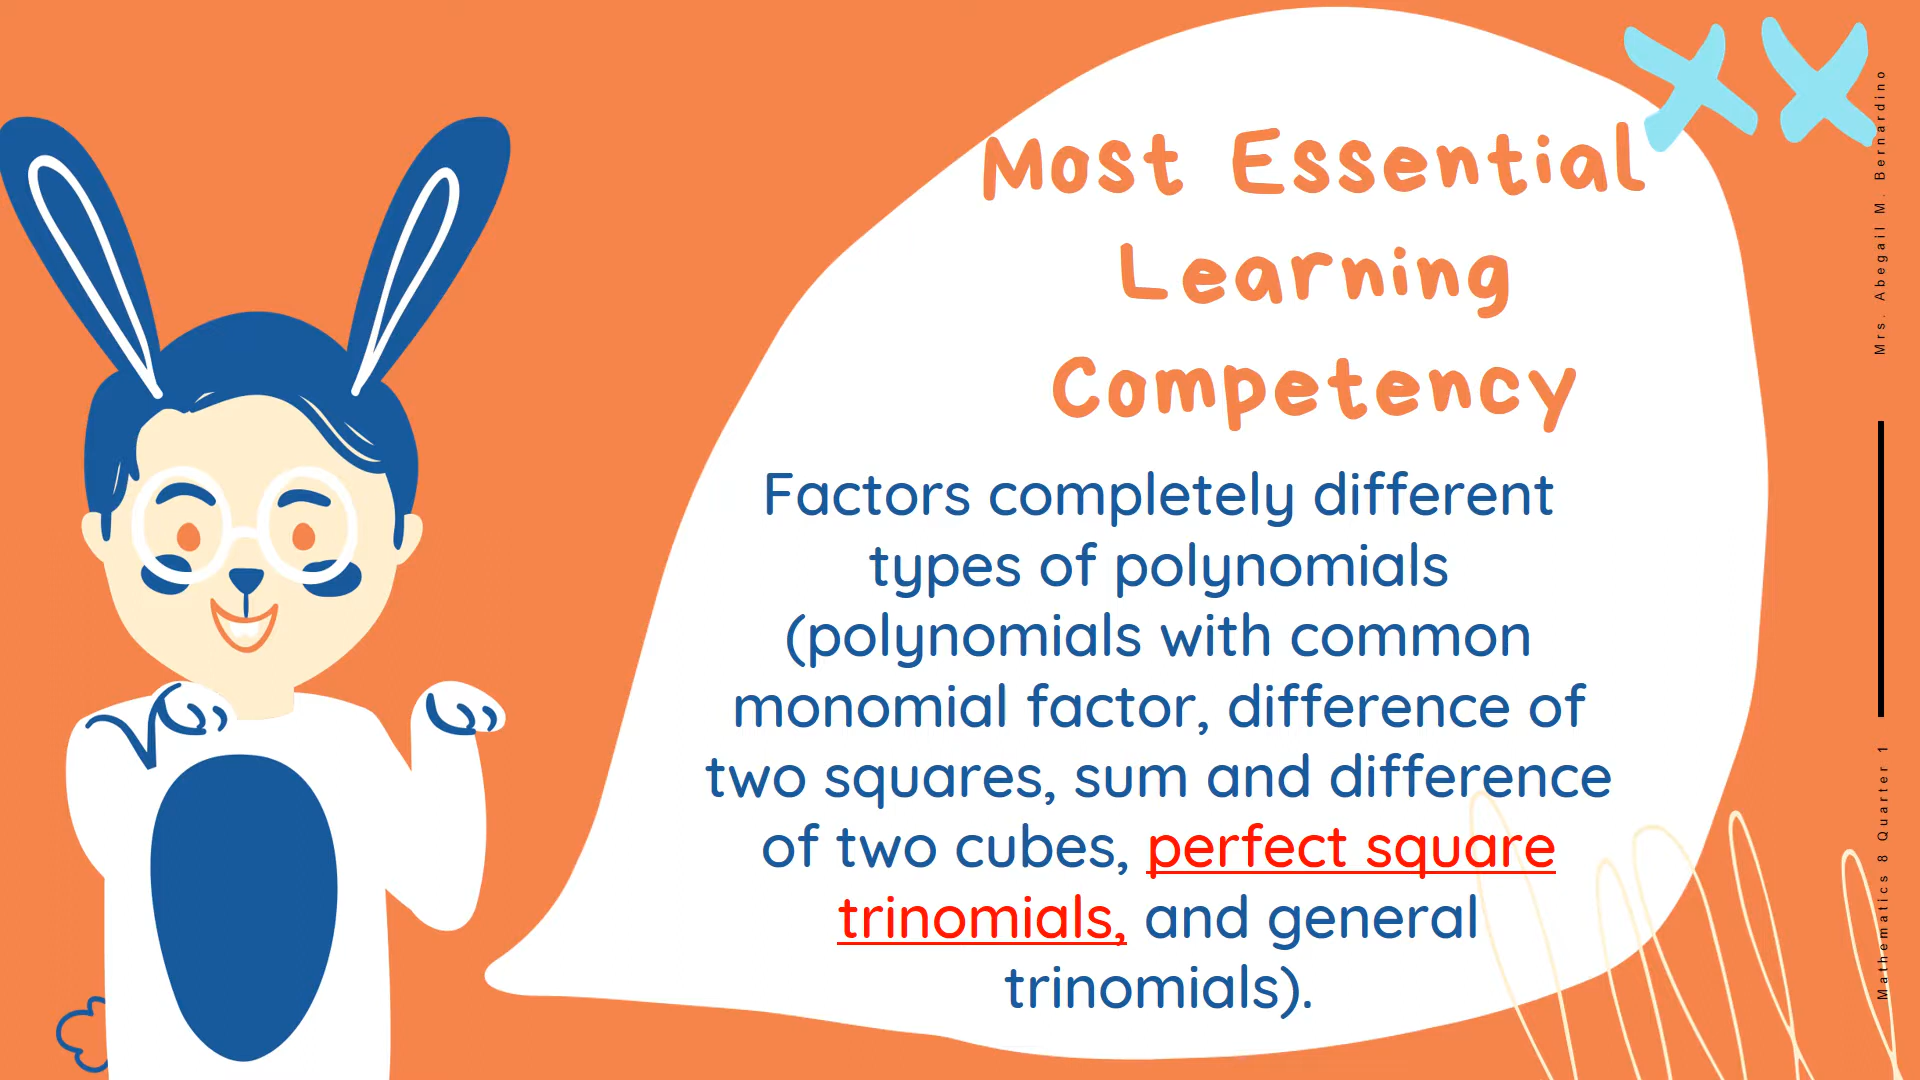 Most Essential
Learning
Competency
Factors completely different
types of polynomials
(polynomials with common
monomial factor, difference of
two squares, sum and difference
of two cubes, perfect square
trinomials, and general
trinomials).
Mrs. Abegail M. Bernardino
Mathematics 8 Quarter 1